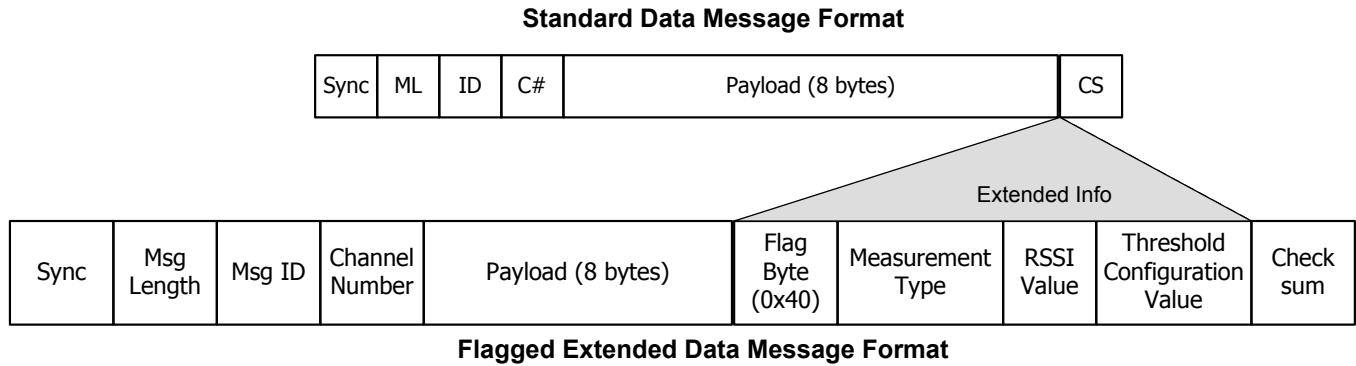 Standard Data Message Format
Sync ML ID C# Payload (8 bytes) CS
Extended Info
Sync
Msg
Length
Msg ID
Channel
Number
Payload (8 bytes)
Flag
Byte
(0x40)
Measurement
Type
RSSI
Value
Threshold
Configuration
Value
Check
sum
Flagged Extended Data Message Format